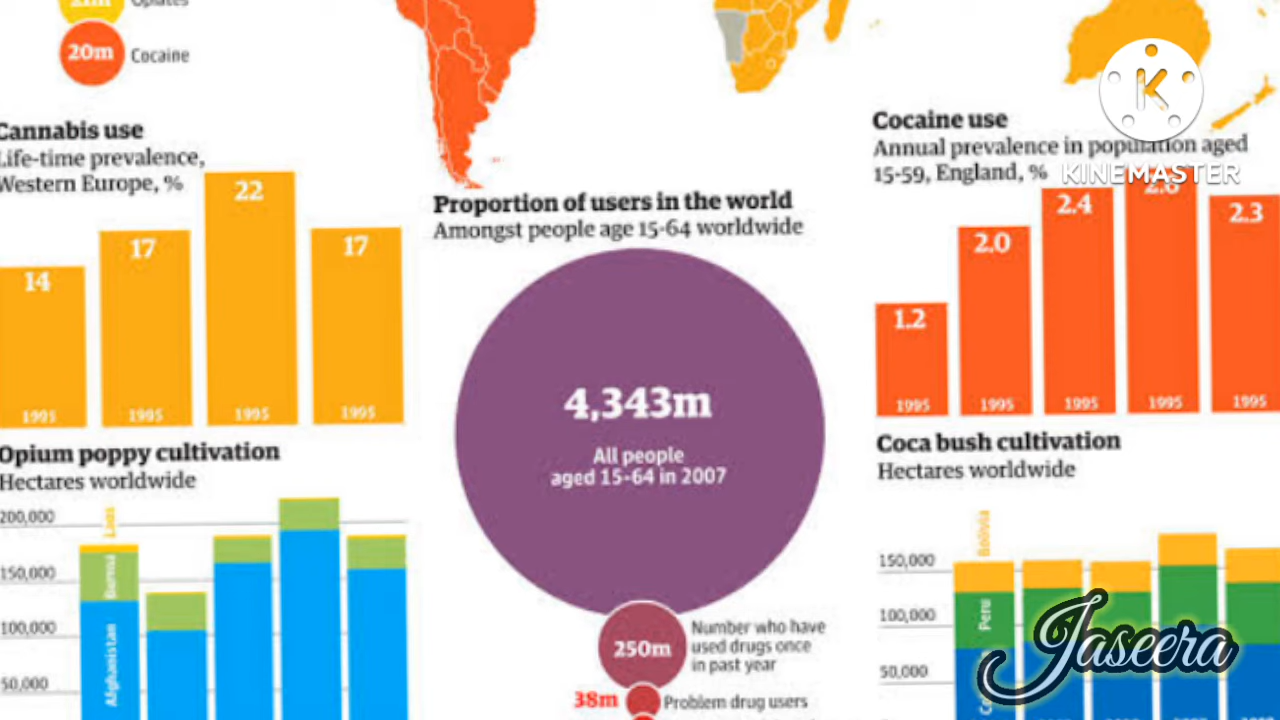 21m Opiates
20m Cocaine
Cannabis use
Life-time prevalence,
Western Europe, %
14
17
22
17
1995
1995
1995
1995
Opium poppy cultivation
Hectares worldwide
200,000
150,000
100,000
50,000
Laos
Burma
Afghanistan
Proportion of users in the world
Amongst people age 15-64 worldwide
4,343m
All people
aged 15-64 in 2007
250m
Number who have
used drugs once
in past year
38m
Problem drug users
K
KINEMASTER
Cocaine use
Annual prevalence in population aged
15-59, England, %
1.2
2.0
2.4
2.6
2.3
1995
1995
1995
1995
1995
Coca bush cultivation
Hectares worldwide
150,000
100,000
50,000
Bolivia
Peru
Jaseera